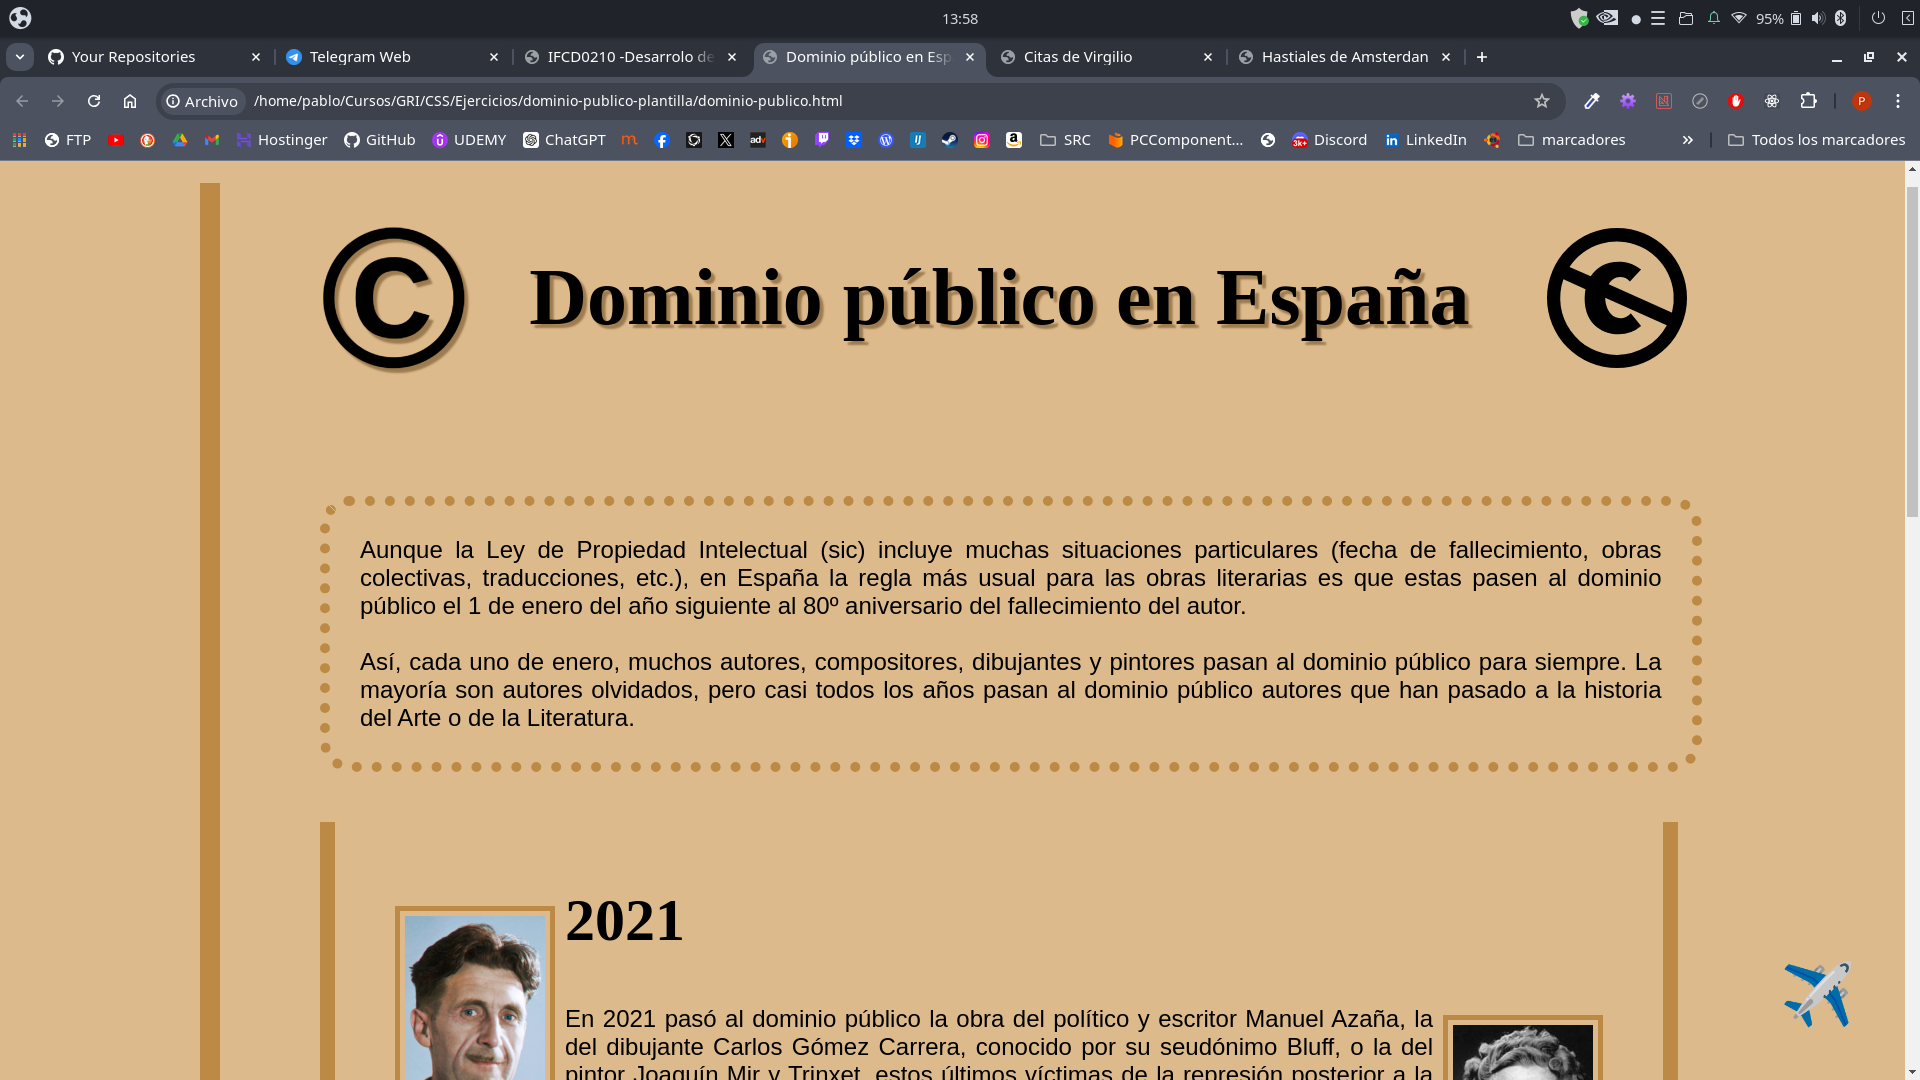 13:58
95%
Your Repositories
Telegram Web
IFCD0210 -Desarrolo de
Dominio público en Esp
Citas de Virgilio
Hastiales de Amsterdan
Archivo
/home/pablo/Cursos/GRI/CSS/Ejercicios/dominio-publico-plantilla/dominio-publico.html
P
FTP
Hostinger
GitHub
UDEMY
ChatGPT
SRC
PCComponent...
Discord
LinkedIn
marcadores
Todos los marcadores
© Dominio público en España
Aunque la Ley de Propiedad Intelectual (sic) incluye muchas situaciones particulares (fecha de fallecimiento, obras
colectivas, traducciones, etc.), en España la regla más usual para las obras literarias es que estas pasen al dominio
público el 1 de enero del año siguiente al 80º aniversario del fallecimiento del autor.
Así, cada uno de enero, muchos autores, compositores, dibujantes y pintores pasan al dominio público para siempre. La
mayoría son autores olvidados, pero casi todos los años pasan al dominio público autores que han pasado a la historia
del Arte o de la Literatura.
2021
En 2021 pasó al dominio público la obra del político y escritor Manuel Azaña, la
del dibujante Carlos Gómez Carrera, conocido por su seudónimo Bluff, o la del
pintor Joaquín Mir y Trinxet, estos últimos víctimas de la represión posterior a la